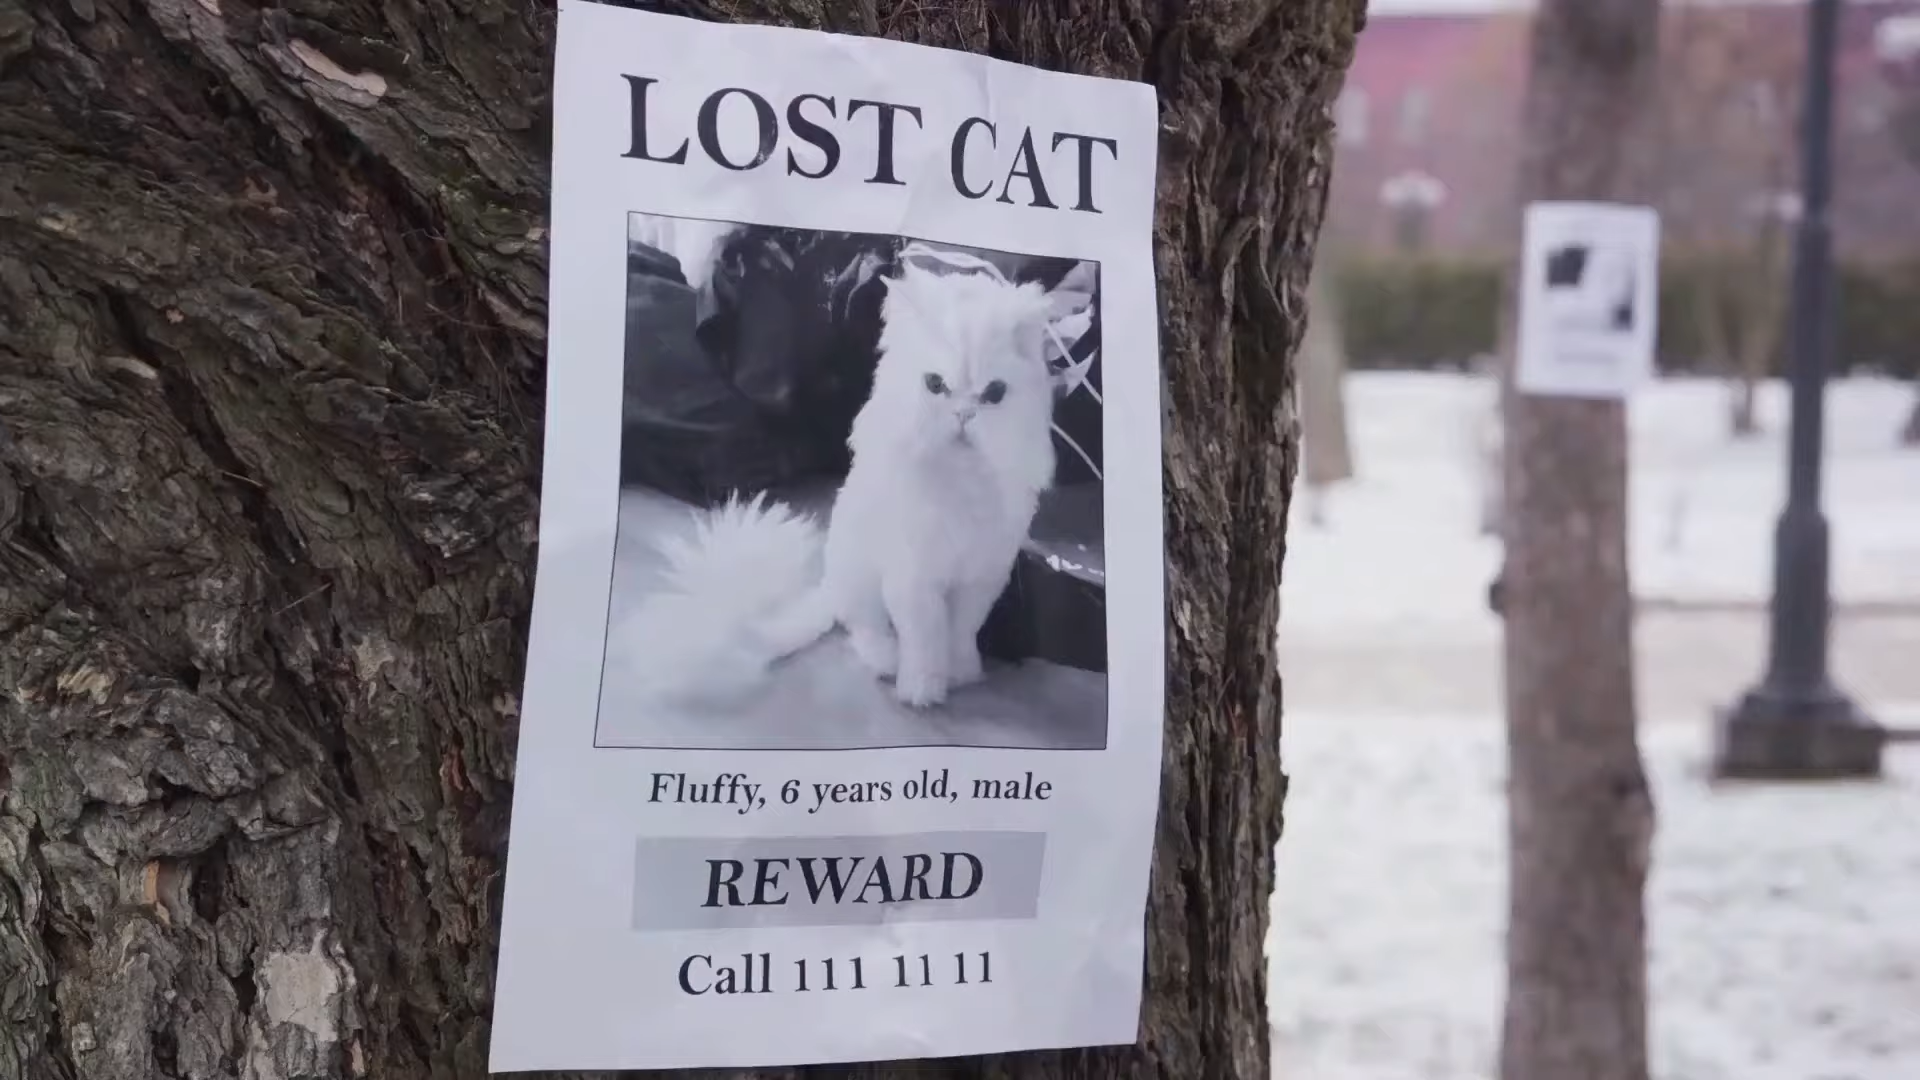 LOST CAT
Fluffy, 6 years old, male
REWARD
Call 111 11 11